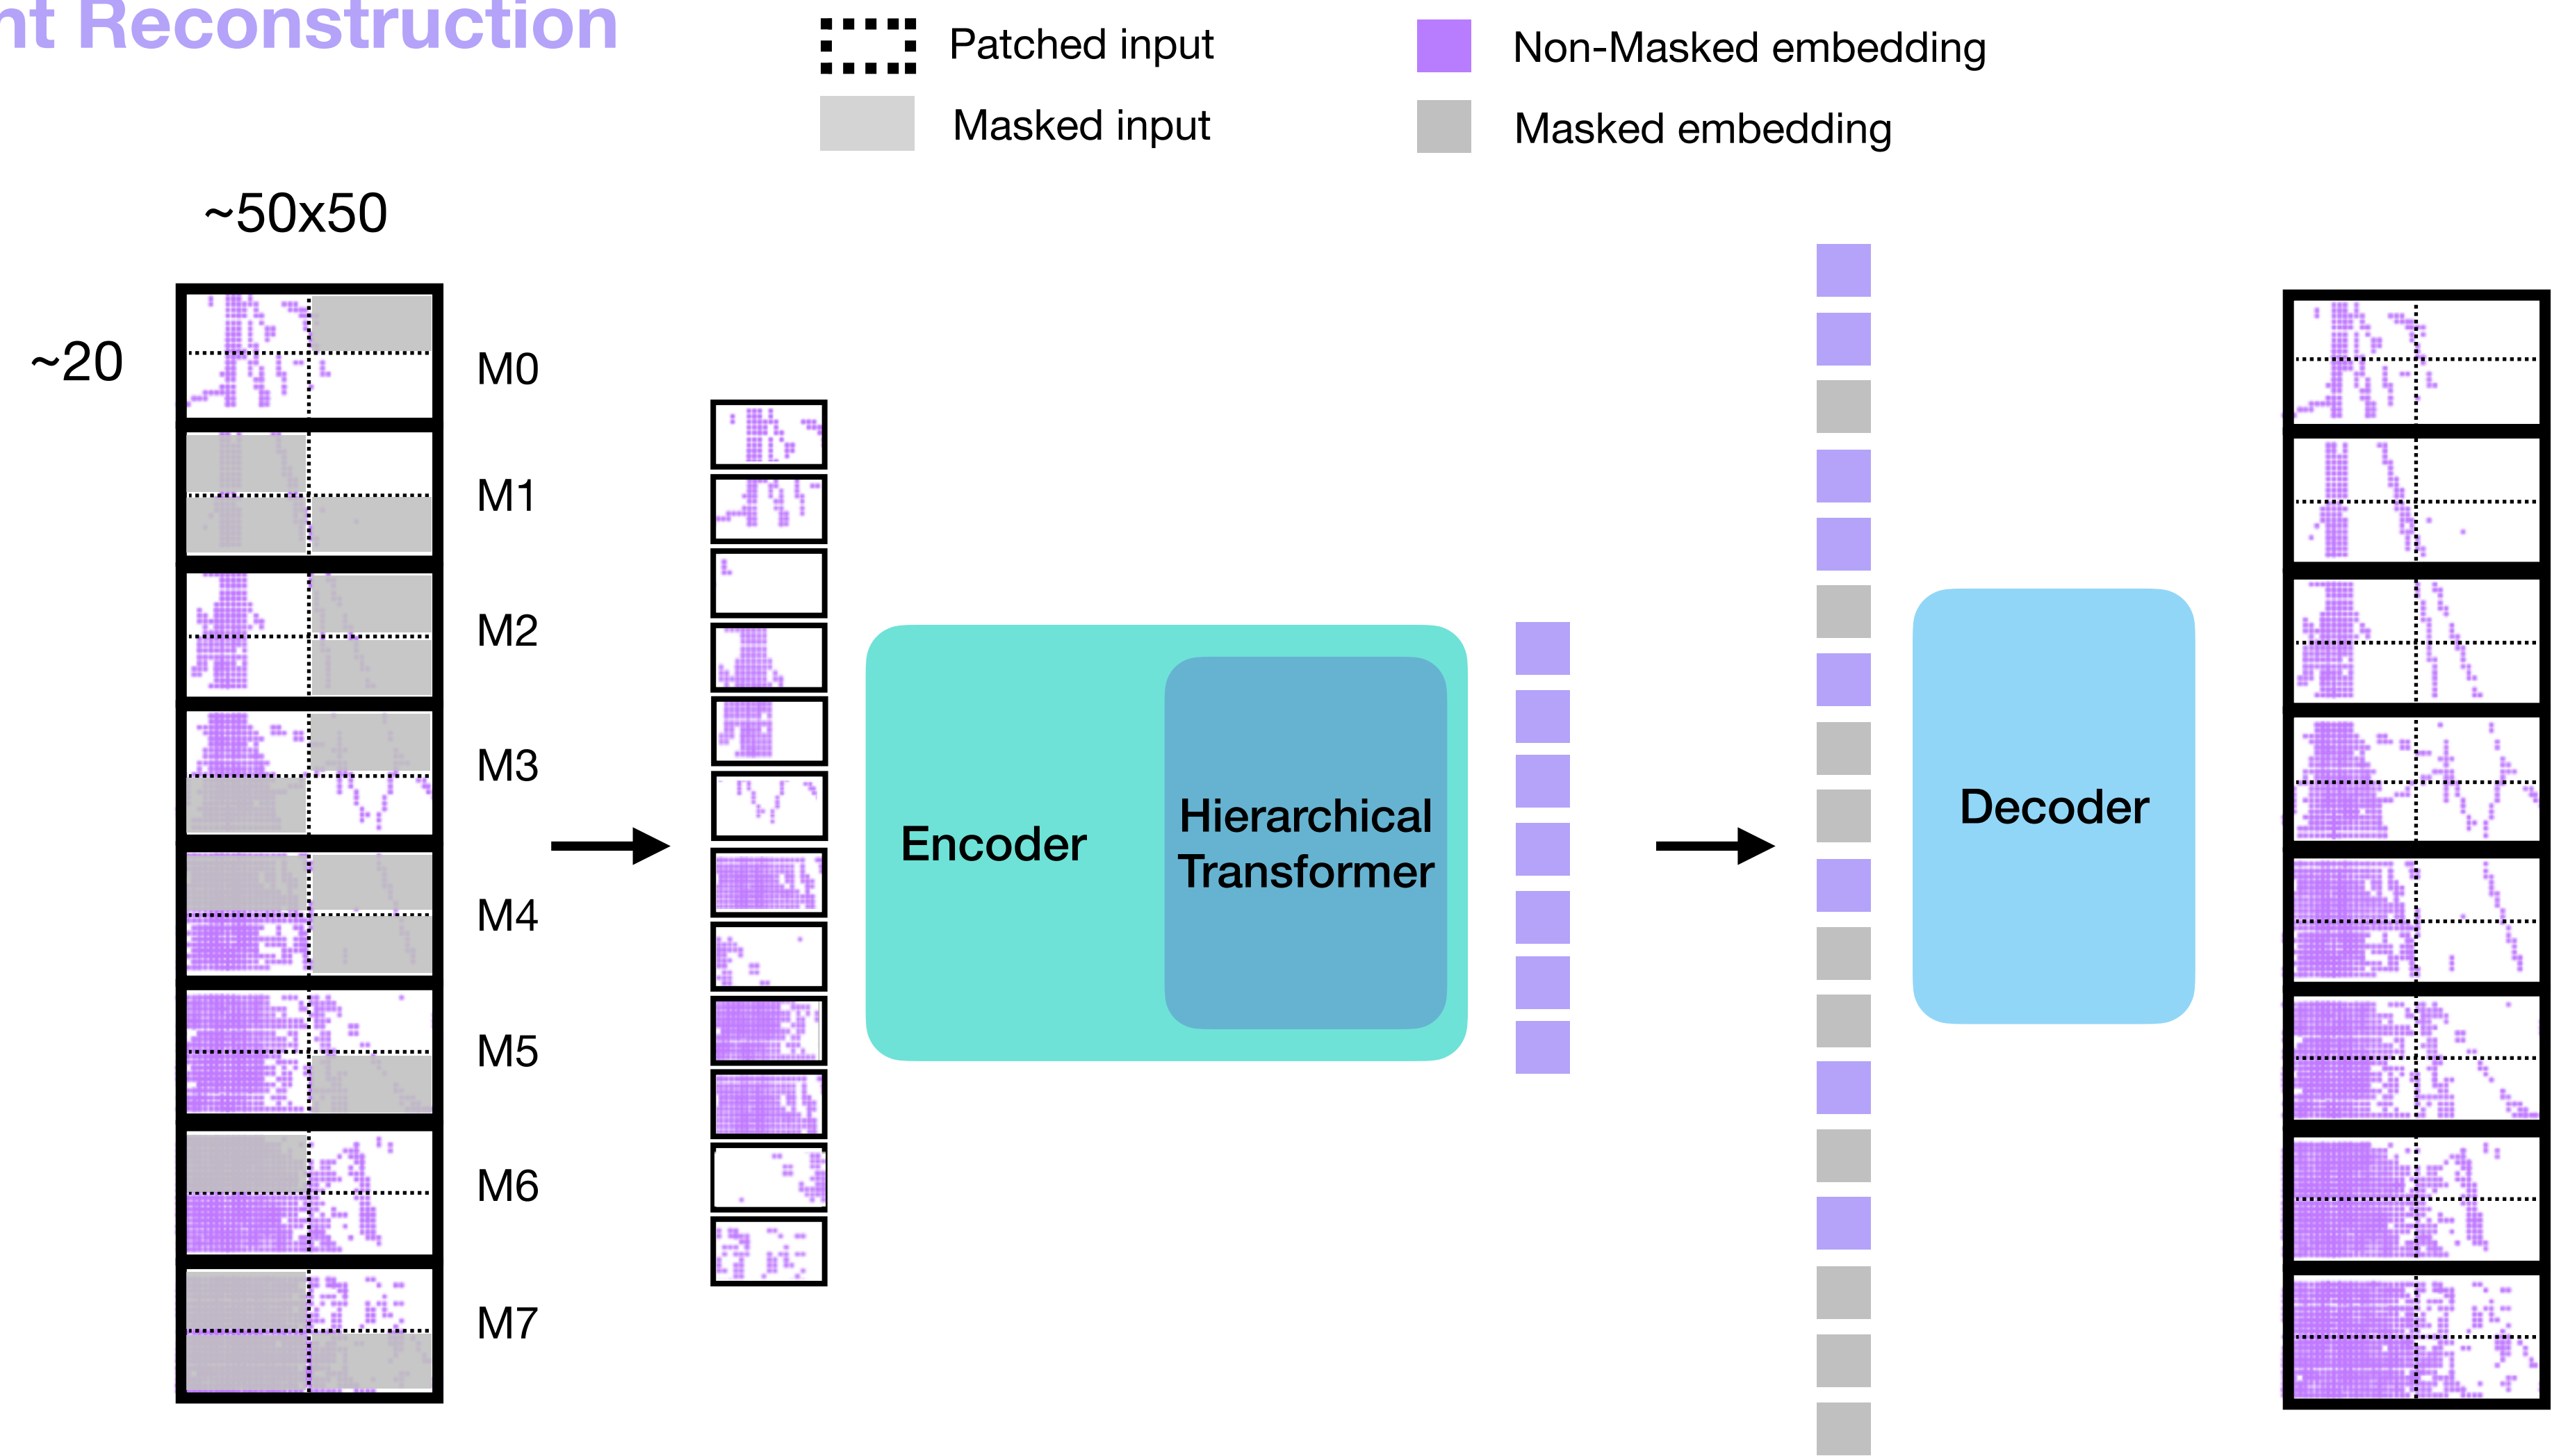 nt Reconstruction
Patched input
Non-Masked embedding
Masked input
Masked embedding
~50x50
~20
M0
M1
M2
M3
M4
M5
M6
M7
Encoder
Hierarchical
Transformer
Decoder